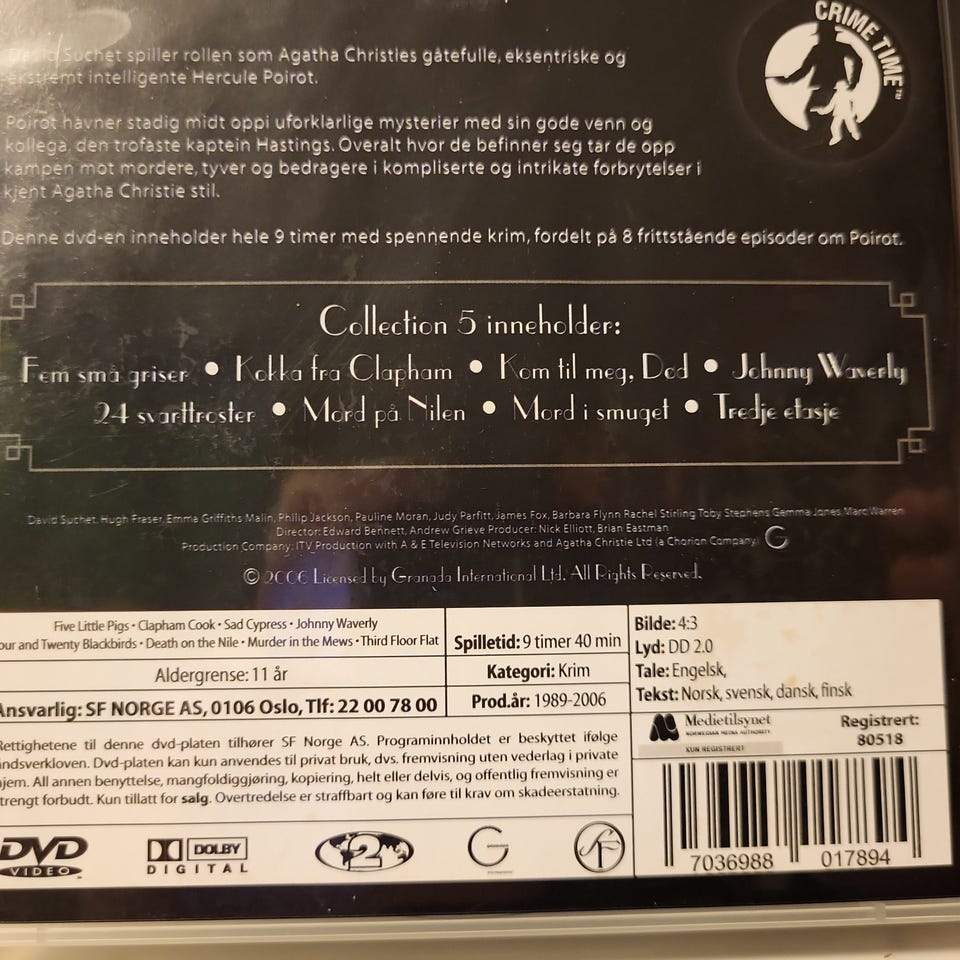 CRIME TIME™
David Suchet spiller rollen som Agatha Christies gåtefulle, eksentriske og
ekstremt intelligente Hercule Poirot.
Poirot havner stadig midt oppi uforklarlige mysterier med sin gode venn og
kollega, den trofaste kaptein Hastings. Overalt hvor de befinner seg tar de opp
kampen mot mordere, tyver og bedragere i kompliserte og intrikate forbrytelser i
kjent Agatha Christie stil.
Denne dvd-en inneholder hele 9 timer med spennende krim, fordelt på 8 frittstående episoder om Poirot.
Collection 5 inneholder:
Fem små griser • Kokka fra Clapham • Kom til meg, Død • Johnny Waverly
24 svarttroster • Mord på Nilen • Mord i smuget • Tredje etasje
David Suchet, Hugh Fraser, Emma Griffiths Malin, Philip Jackson, Pauline Moran, Judy Parfitt, James Fox, Barbara Flynn Rachel Stirling Toby Stephens Gemma Jones Marc Warren
Director: Edward Bennett, Andrew Grieve Producer: Nick Elliott, Brian Eastman
Production Company: ITV Production with A & E Television Networks and Agatha Christie Ltd (a Chorion Company) G
© 2006 Licensed by Granada International Ltd. All Rights Reserved.
Five Little Pigs • Clapham Cook • Sad Cypress • Johnny Waverly
our and Twenty Blackbirds • Death on the Nile • Murder in the Mews • Third Floor Flat
Aldergrense: 11 år
Ansvarlig: SF NORGE AS, 0106 Oslo, Tlf: 22 00 78 00
Spilletid: 9 timer 40 min
Kategori: Krim
Prod.år: 1989-2006
Bilde: 4:3
Lyd: DD 2.0
Tale: Engelsk,
Tekst: Norsk, svensk, dansk, finsk
Medietilsynet
NORWEGIAN MEDIA AUTHORITY
KUN REGISTRERT
Registrert:
80518
Rettighetene til denne dvd-platen tilhører SF Norge AS. Programinnholdet er beskyttet ifølge
åndsverkloven. Dvd-platen kan kun anvendes til privat bruk, dvs. fremvisning uten vederlag i private
hjem. All annen benyttelse, mangfoldiggjøring, kopiering, helt eller delvis, og offentlig fremvisning er
strengt forbudt. Kun tillatt for salg. Overtredelse er straffbart og kan føre til krav om skadeerstatning.
DVD
VIDEO
DOLBY
DIGITAL
2
G
SF
7036988 017894